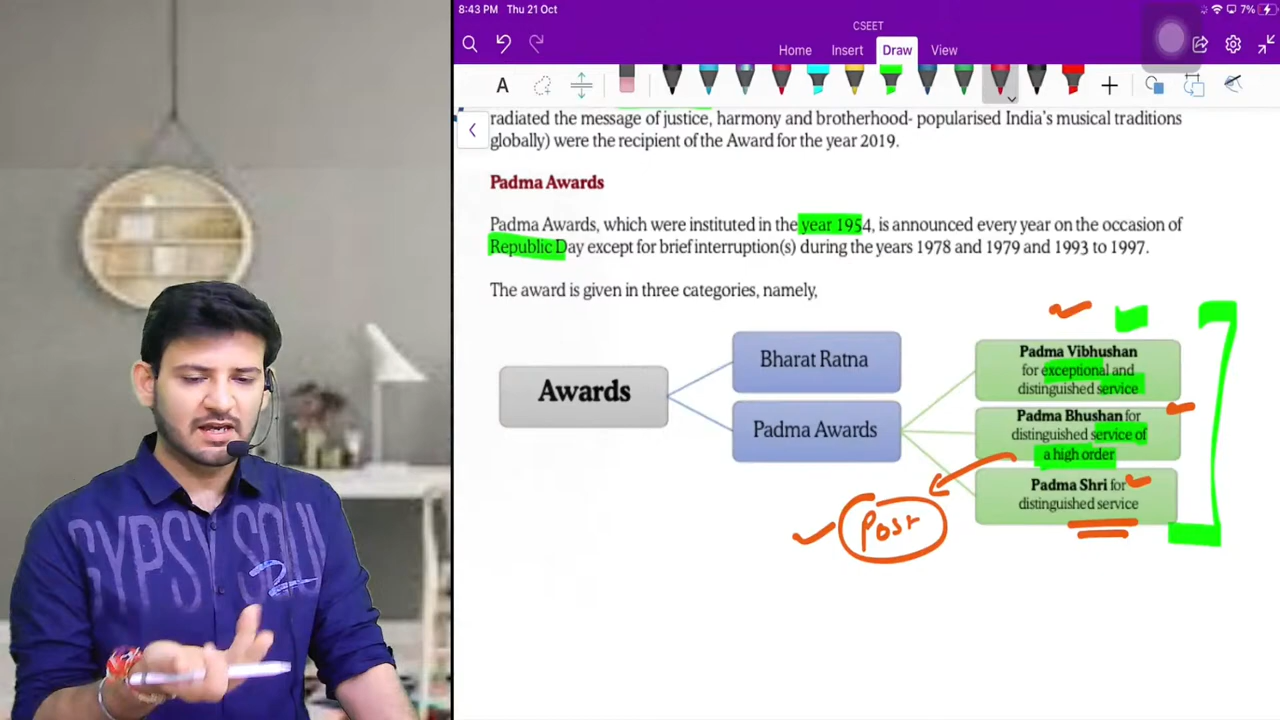 8:43 PM Thu 21 Oct
7%
CSEET
Home Insert Draw View
A
radiated the message of justice, harmony and brotherhood- popularised India's musical traditions
globally) were the recipient of the Award for the year 2019.
Padma Awards
Padma Awards, which were instituted in the year 1954, is announced every year on the occasion of
Republic Day except for brief interruption(s) during the years 1978 and 1979 and 1993 to 1997.
The award is given in three categories, namely,
Awards
Bharat Ratna
Padma Awards
Padma Vibhushan
for exceptional and
distinguished service
Padma Bhushan for
distinguished service of
a high order
Padma Shri for
distinguished service
Post
GYPSY SOUL